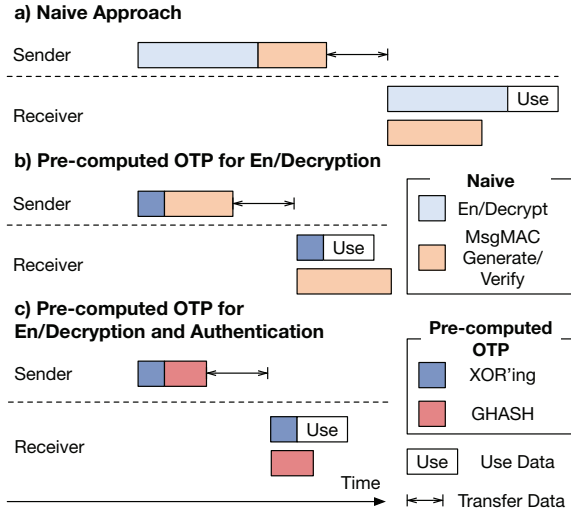 a) Naive Approach
Sender
Receiver
Use
b) Pre-computed OTP for En/Decryption
Sender
Receiver
Use
c) Pre-computed OTP for
En/Decryption and Authentication
Sender
Receiver
Use
Time
Naive
En/Decrypt
MsgMAC
Generate/
Verify
Pre-computed
OTP
XOR'ing
GHASH
Use Use Data
Transfer Data